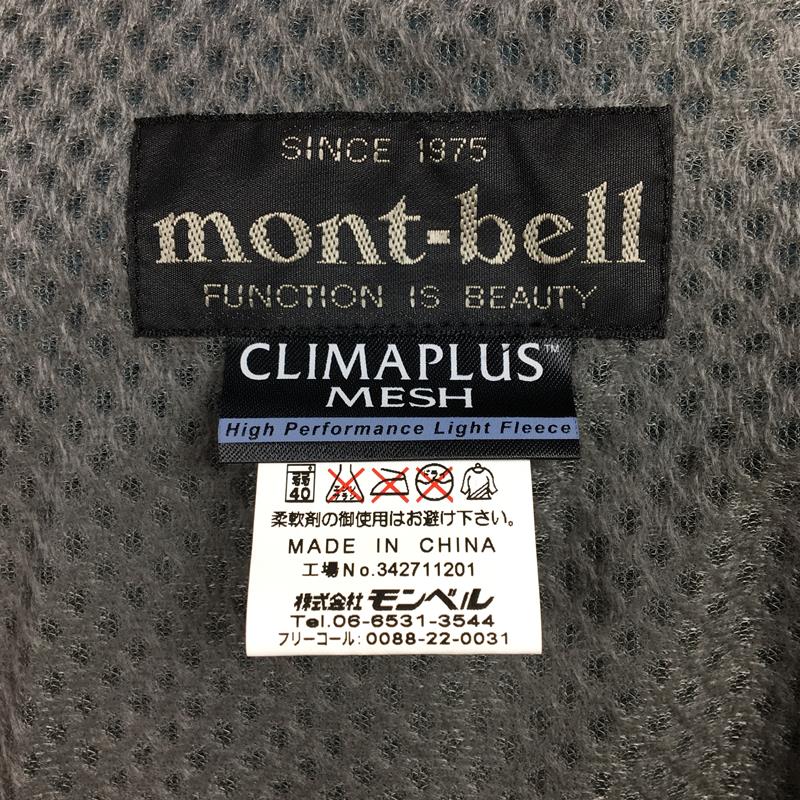 SINCE 1975
mont-bell
FUNCTION IS BEAUTY
CLIMAPLUS™
MESH
High Performance Light Fleece
40
柔軟剤の御使用はお避け下さい。
MADE IN CHINA
工場No.342711201
株式会社 モンベル
Tel.06-6531-3544
フリーコール:0088-22-0031